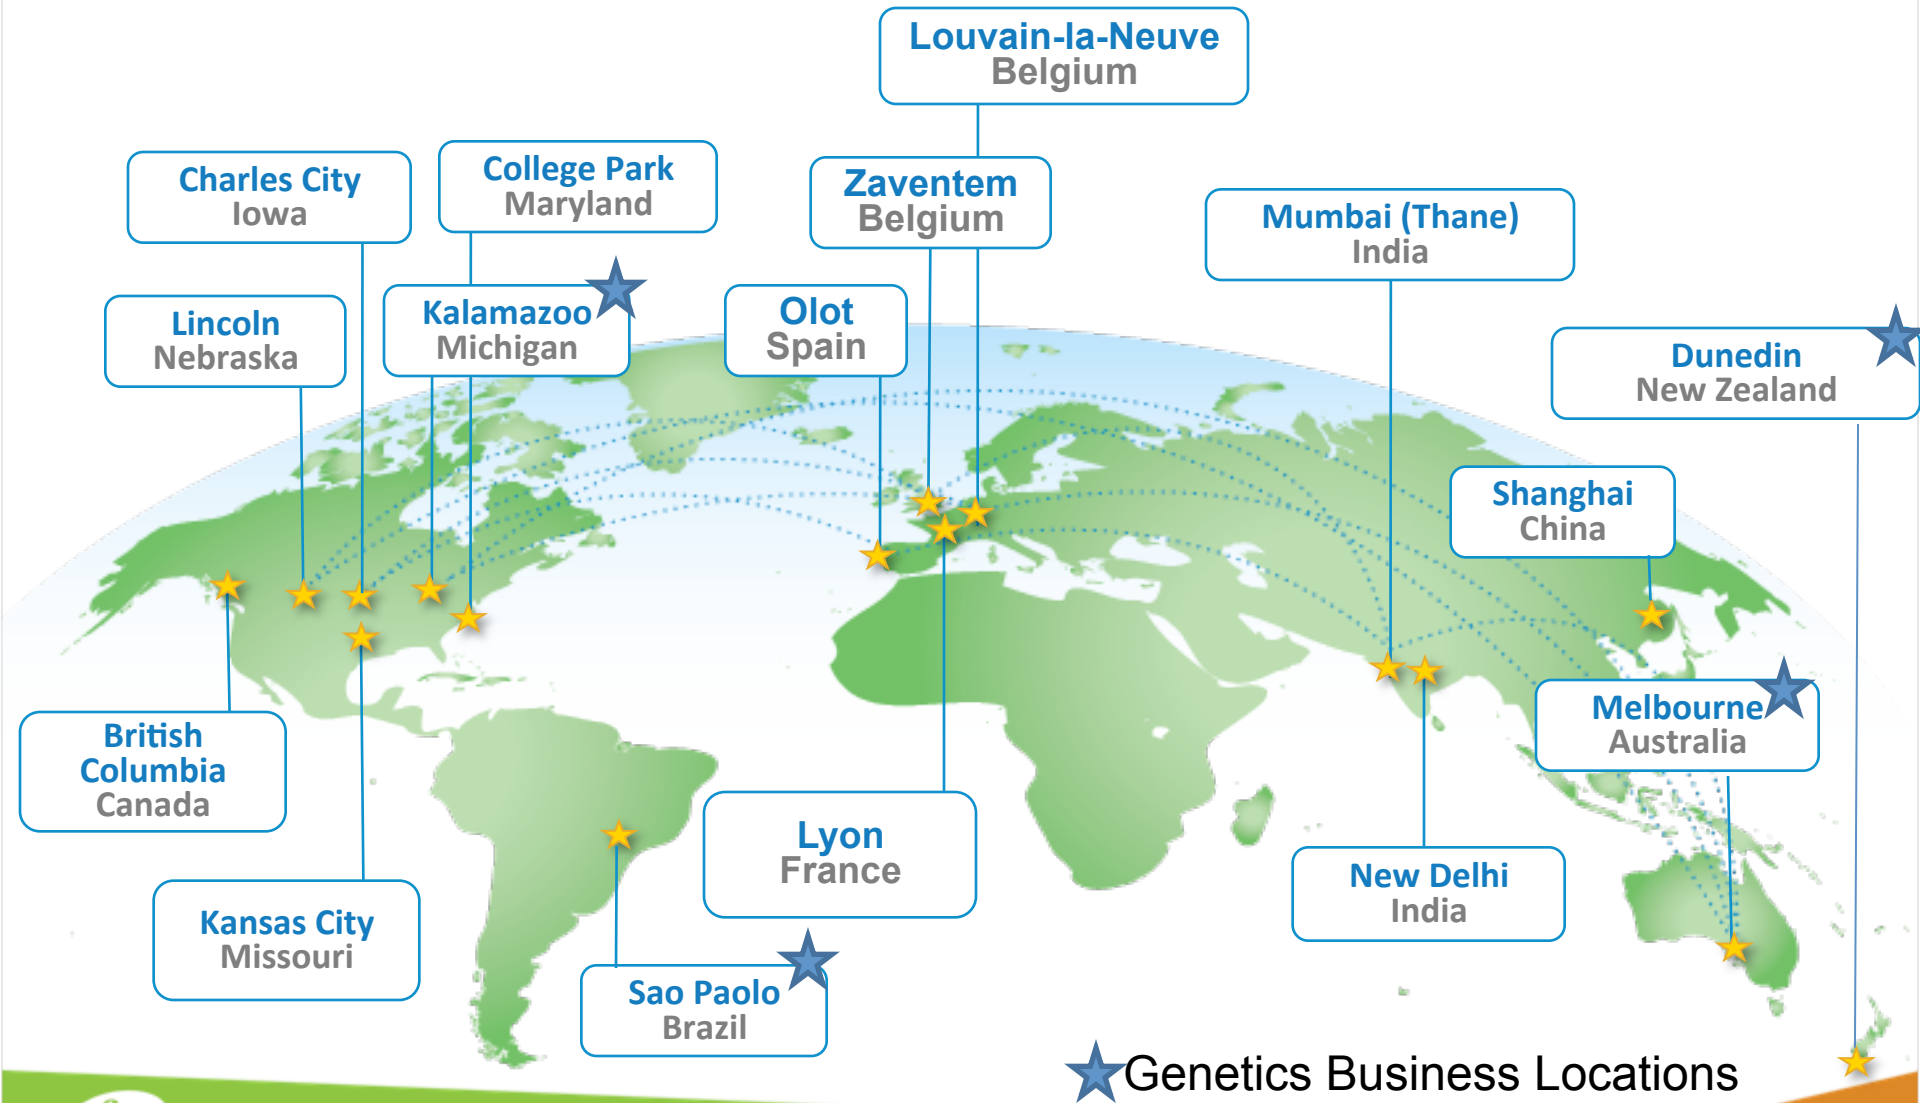 Louvain-la-Neuve
Belgium
Charles City
Iowa
College Park
Maryland
Zaventem
Belgium
Mumbai (Thane)
India
Lincoln
Nebraska
Kalamazoo
Michigan
Olot
Spain
Dunedin
New Zealand
Shanghai
China
British
Columbia
Canada
Melbourne
Australia
Lyon
France
New Delhi
India
Kansas City
Missouri
Sao Paolo
Brazil
Genetics Business Locations